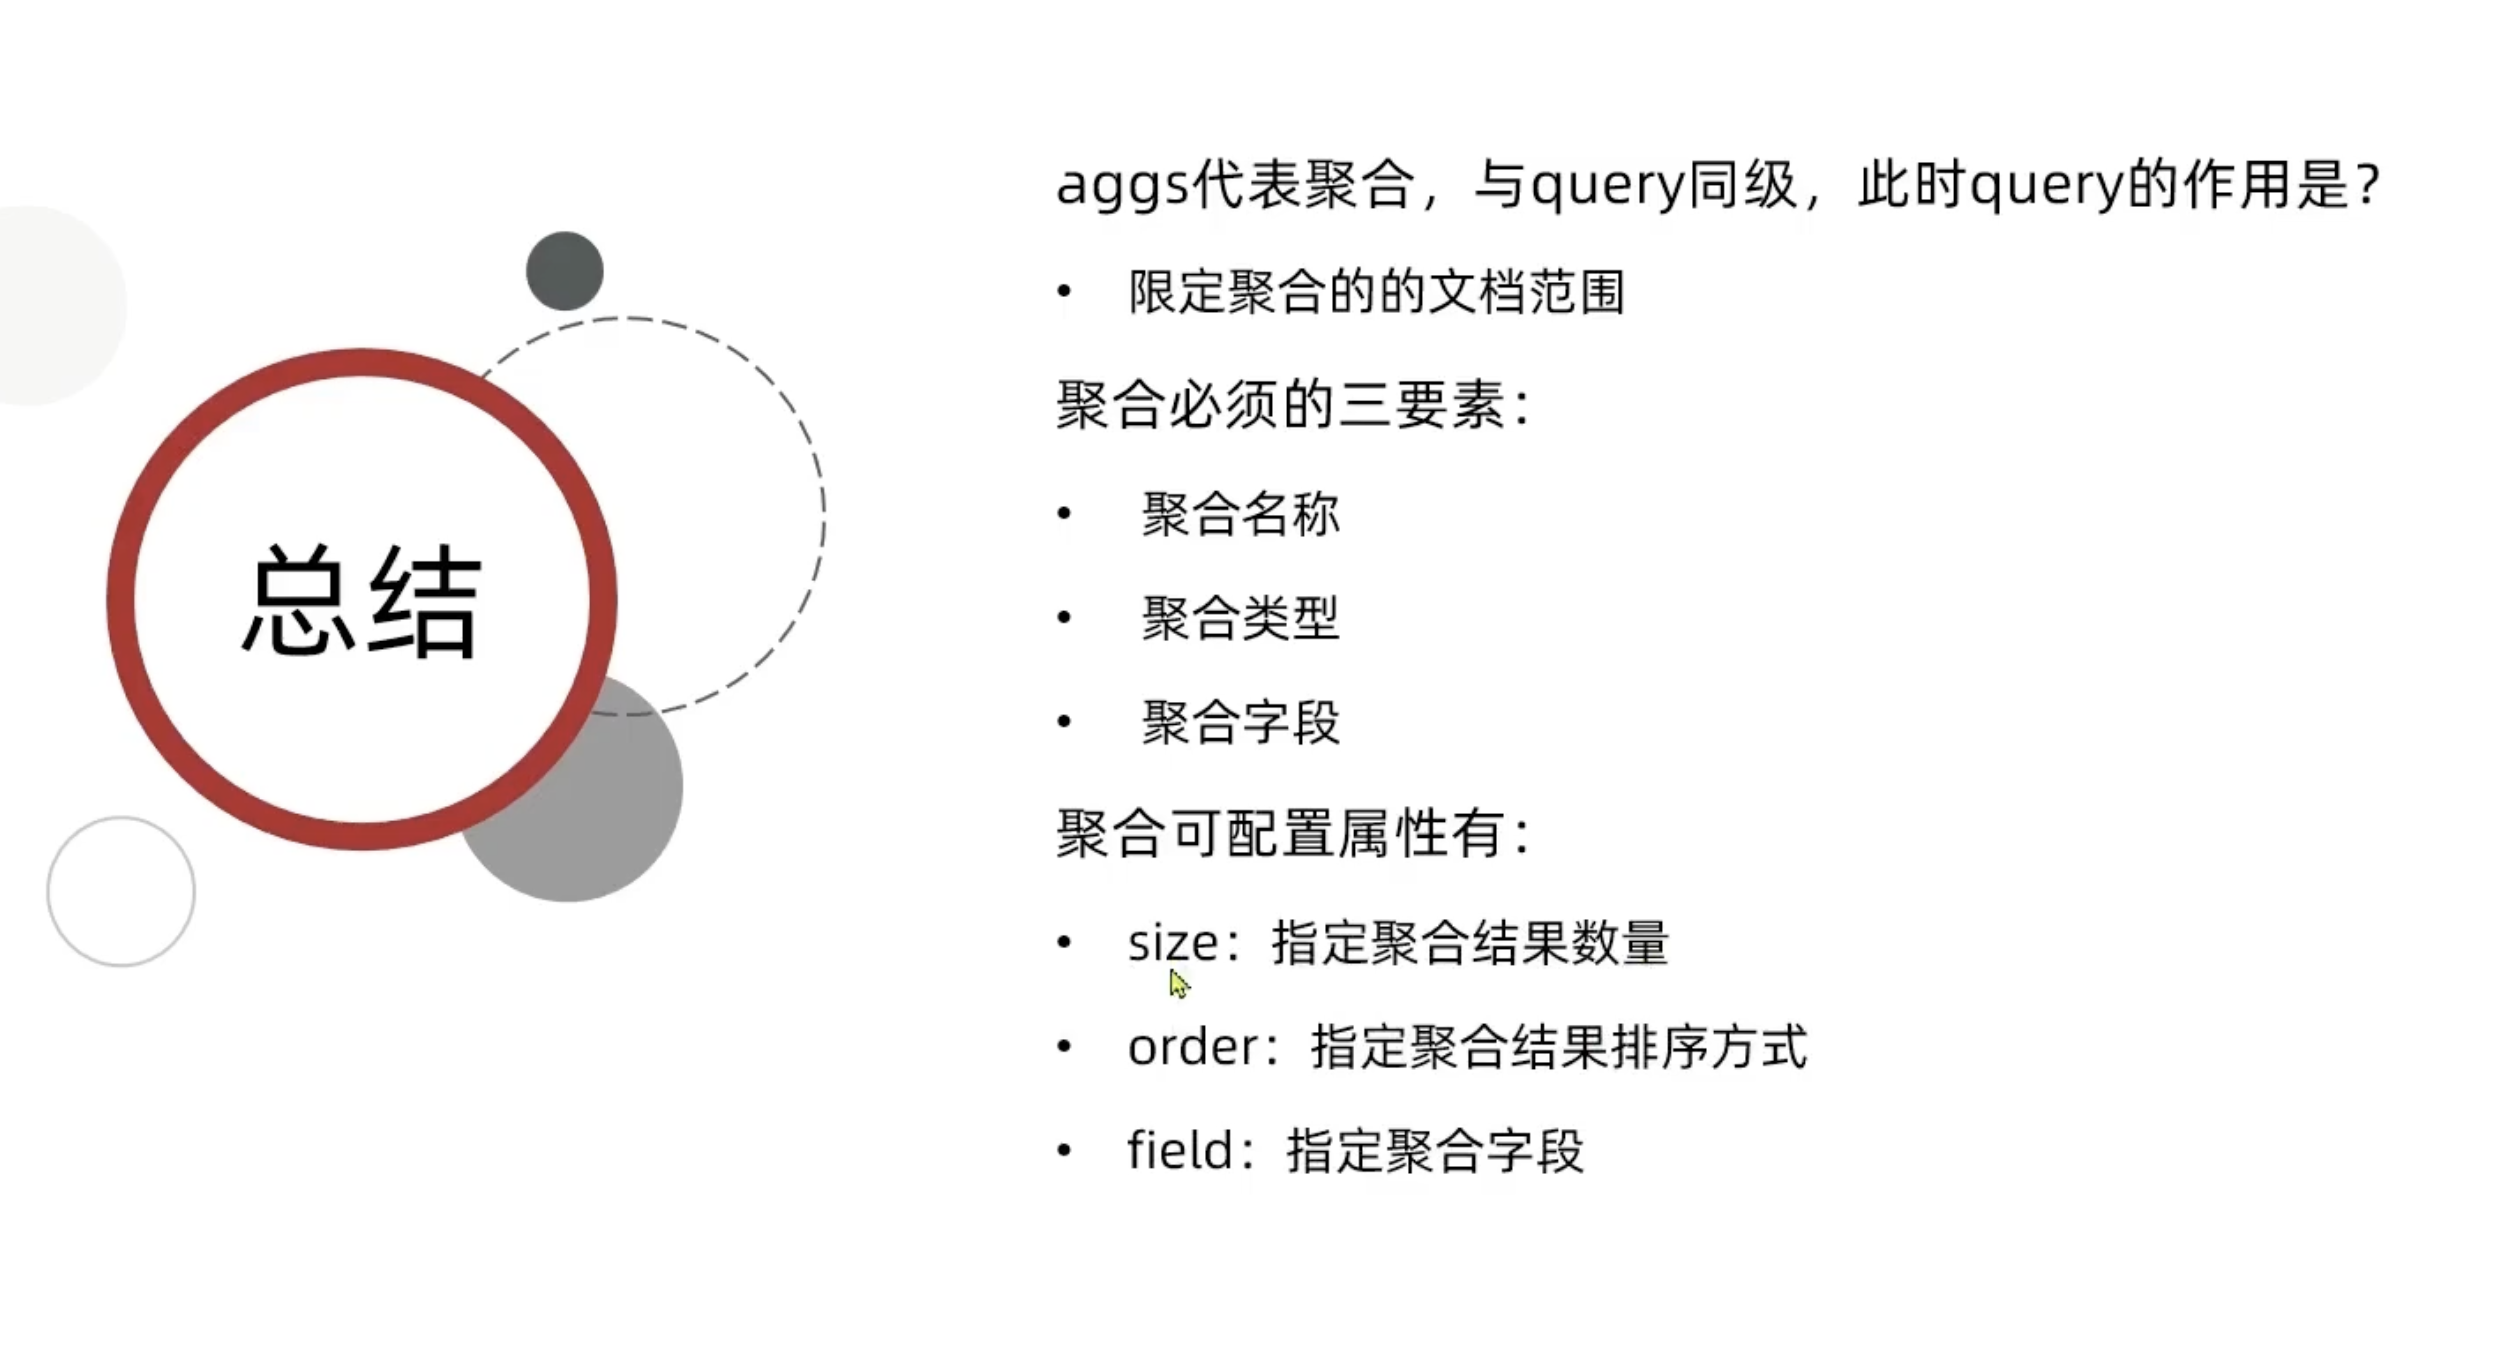 总结
aggs代表聚合，与query同级，此时query的作用是？
• 限定聚合的的文档范围
聚合必须的三要素：
• 聚合名称
• 聚合类型
• 聚合字段
聚合可配置属性有：
• size：指定聚合结果数量
• order：指定聚合结果排序方式
• field：指定聚合字段